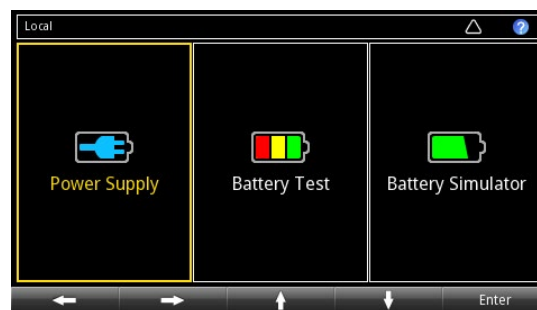 Local
?
Power Supply
Battery Test
Battery Simulator
Enter